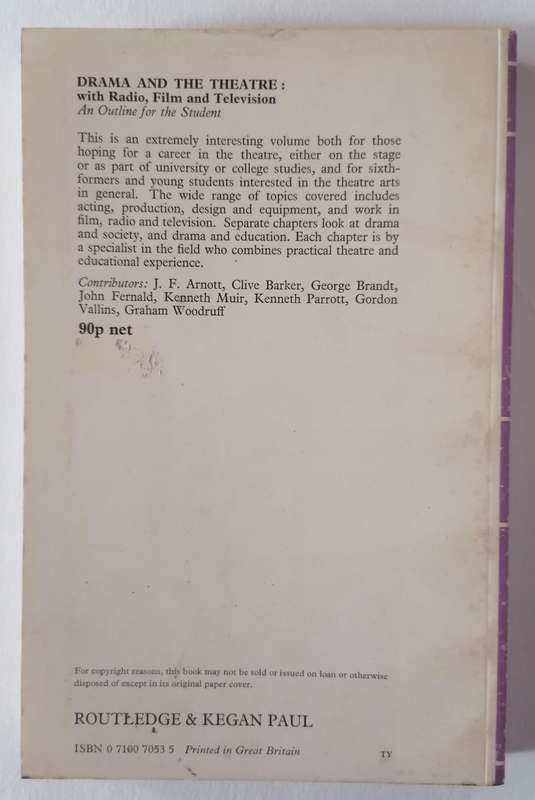 DRAMA AND THE THEATRE :
with Radio, Film and Television
An Outline for the Student
This is an extremely interesting volume both for those
hoping for a career in the theatre, either on the stage
or as part of university or college studies, and for sixth-
formers and young students interested in the theatre arts
in general. The wide range of topics covered includes
acting, production, design and equipment, and work in
film, radio and television. Separate chapters look at drama
and society, and drama and education. Each chapter is by
a specialist in the field who combines practical theatre and
educational experience.
Contributors: J. F. Arnott, Clive Barker, George Brandt,
John Fernald, Kenneth Muir, Kenneth Parrott, Gordon
Vallins, Graham Woodruff
90p net
For copyright reasons, this book may not be sold or issued on loan or otherwise
disposed of except in its original paper cover.
ROUTLEDGE & KEGAN PAUL
ISBN 0 7100 7053 5 Printed in Great Britain
TY